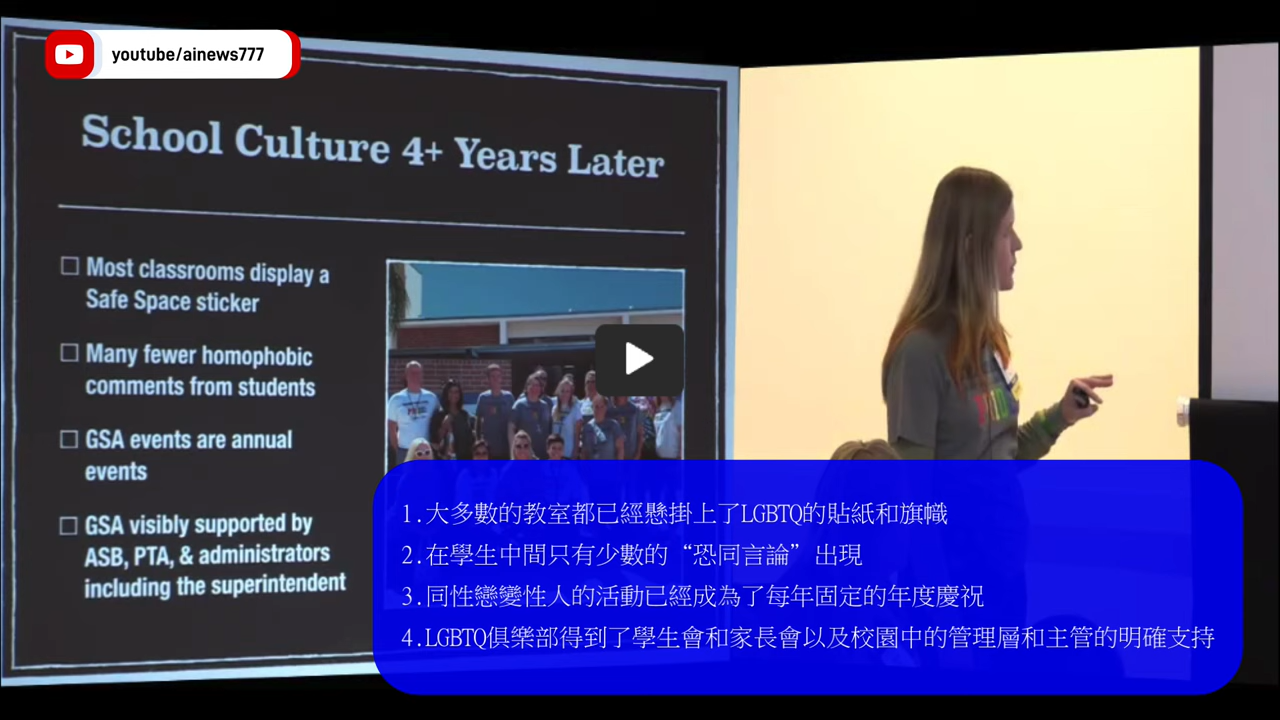 youtube/ainews777
School Culture 4+ Years Later
☐ Most classrooms display a
Safe Space sticker
☐ Many fewer homophobic
comments from students
☐ GSA events are annual
events
☐ GSA visibly supported by
ASB, PTA, & administrators
including the superintendent
1.大多數的教室都已經懸掛上了LGBTQ的貼紙和旗幟
2.在學生中間只有少數的“恐同言論”出現
3.同性戀變性人的活動已經成為了每年固定的年度慶祝
4.LGBTQ俱樂部得到了學生會和家長會以及校園中的管理層和主管的明確支持